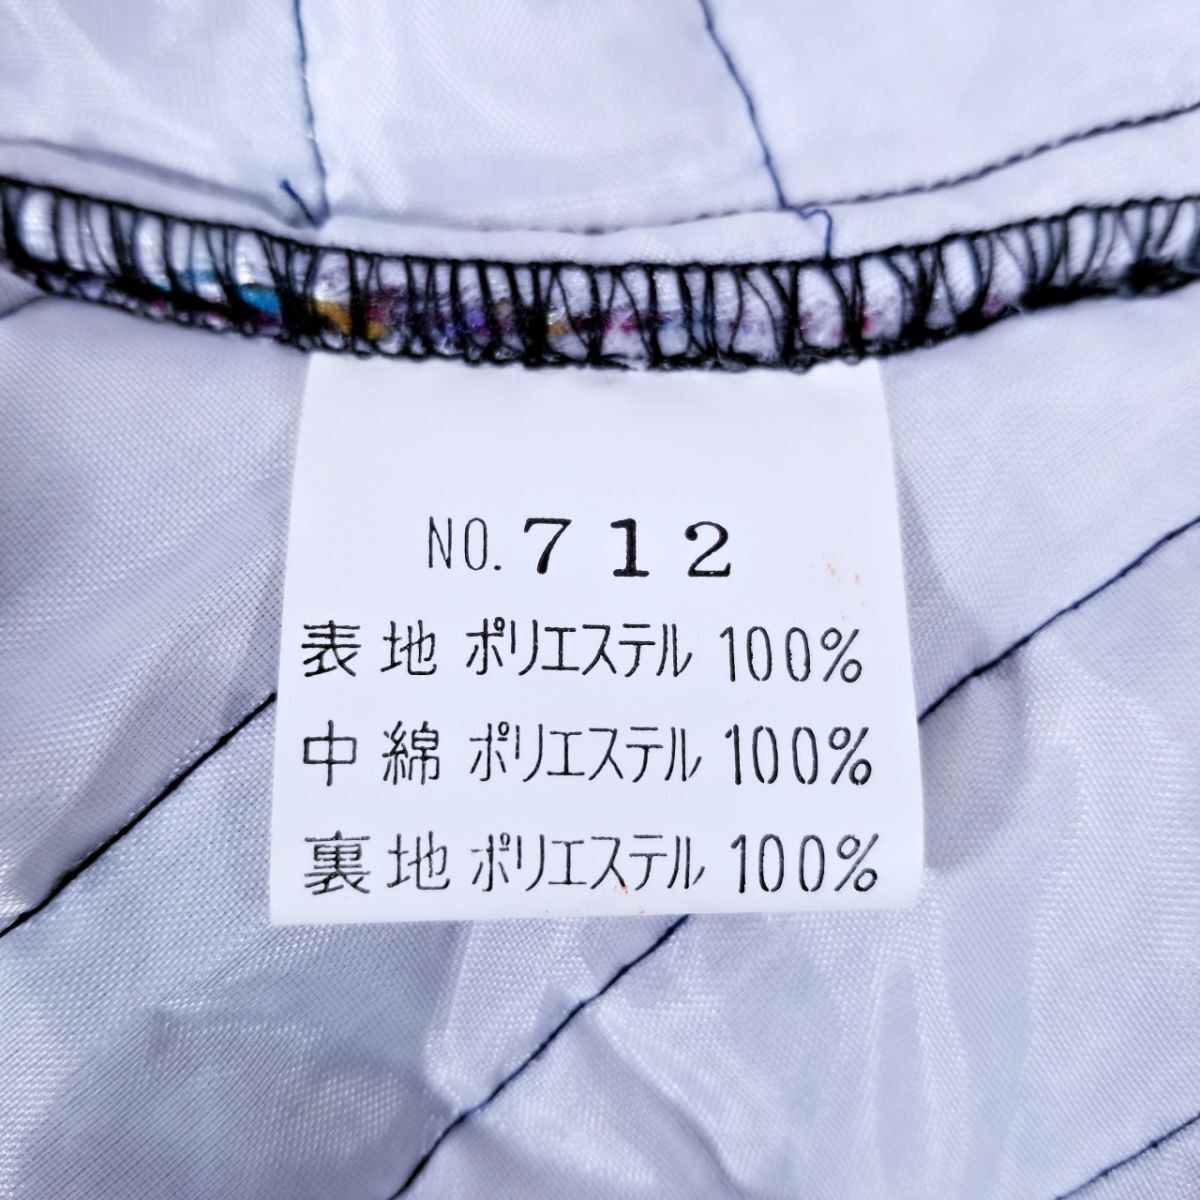 NO.712
表地 ポリエステル 100%
中綿 ポリエステル 100%
裏地 ポリエステル 100%